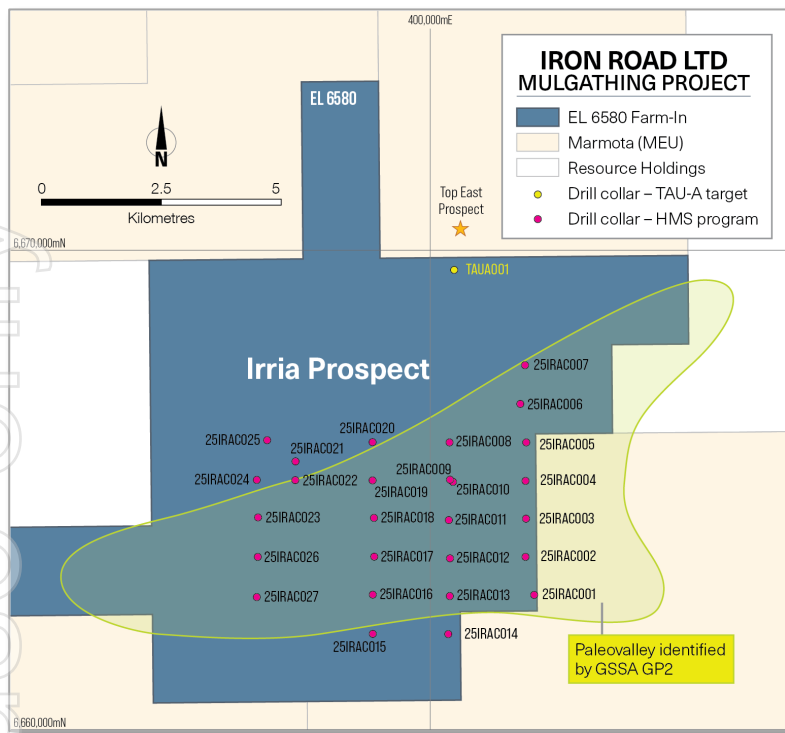 400,000mE
IRON ROAD LTD
MULGATHING PROJECT
EL 6580 Farm-In
Marmota (MEU)
Resource Holdings
Drill collar – TAU-A target
Drill collar – HMS program
EL 6580
N
0 2.5 5
Kilometres
Top East
Prospect
6,670,000mN
TAUA001
Irria Prospect
25IRAC007
25IRAC006
25IRAC020
25IRAC025
25IRAC021
25IRAC008
25IRAC005
25IRAC009
25IRAC024
25IRAC022
25IRAC019
25IRAC010
25IRAC004
25IRAC023
25IRAC018
25IRAC011
25IRAC003
25IRAC026
25IRAC017
25IRAC012
25IRAC002
25IRAC027
25IRAC016
25IRAC013
25IRAC001
25IRAC015
25IRAC014
Paleovalley identified
by GSSA GP2
6,660,000mN